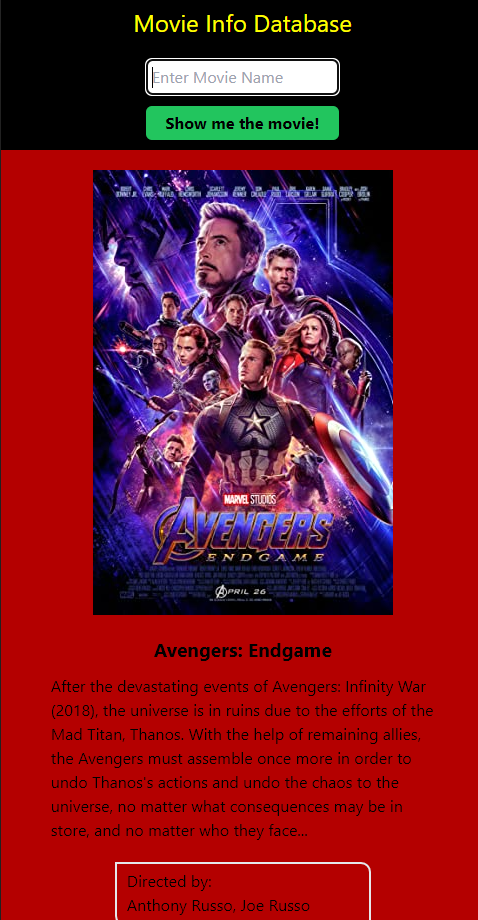 Movie Info Database
Enter Movie Name
Show me the movie!
MARVEL STUDIOS
AVENGERS
ENDGAME
APRIL 26
Avengers: Endgame
After the devastating events of Avengers: Infinity War
(2018), the universe is in ruins due to the efforts of the
Mad Titan, Thanos. With the help of remaining allies,
the Avengers must assemble once more in order to
undo Thanos's actions and undo the chaos to the
universe, no matter what consequences may be in
store, and no matter who they face...
Directed by:
Anthony Russo, Joe Russo